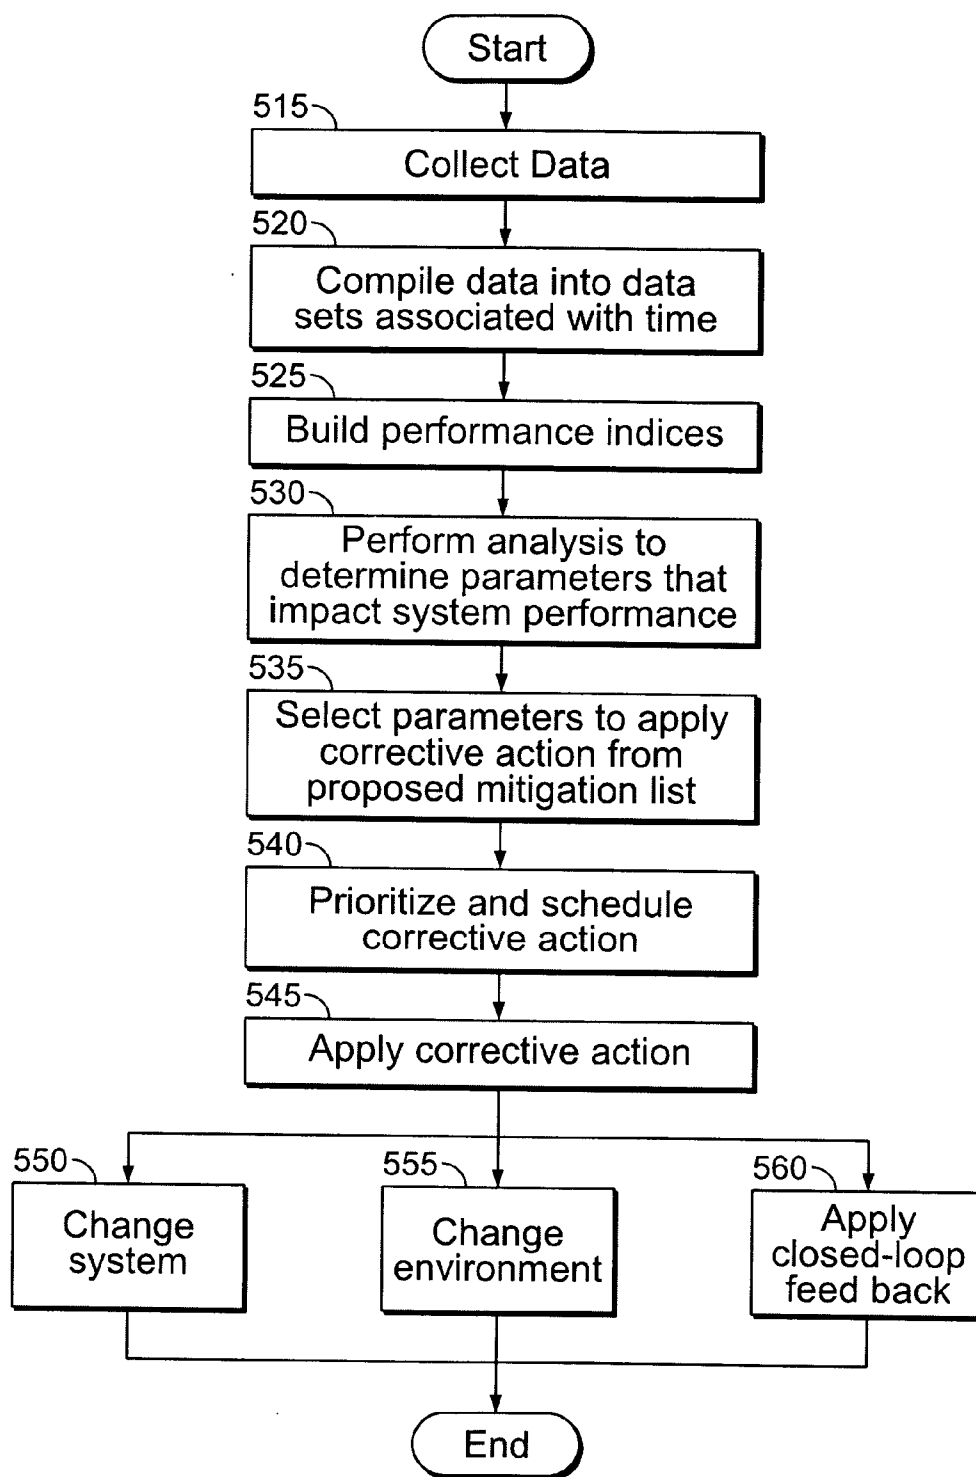 Start
515
Collect Data
520
Compile data into data
sets associated with time
525
Build performance indices
530
Perform analysis to
determine parameters that
impact system performance
535
Select parameters to apply
corrective action from
proposed mitigation list
540
Prioritize and schedule
corrective action
545
Apply corrective action
550
Change
system
555
Change
environment
560
Apply
closed-loop
feed back
End